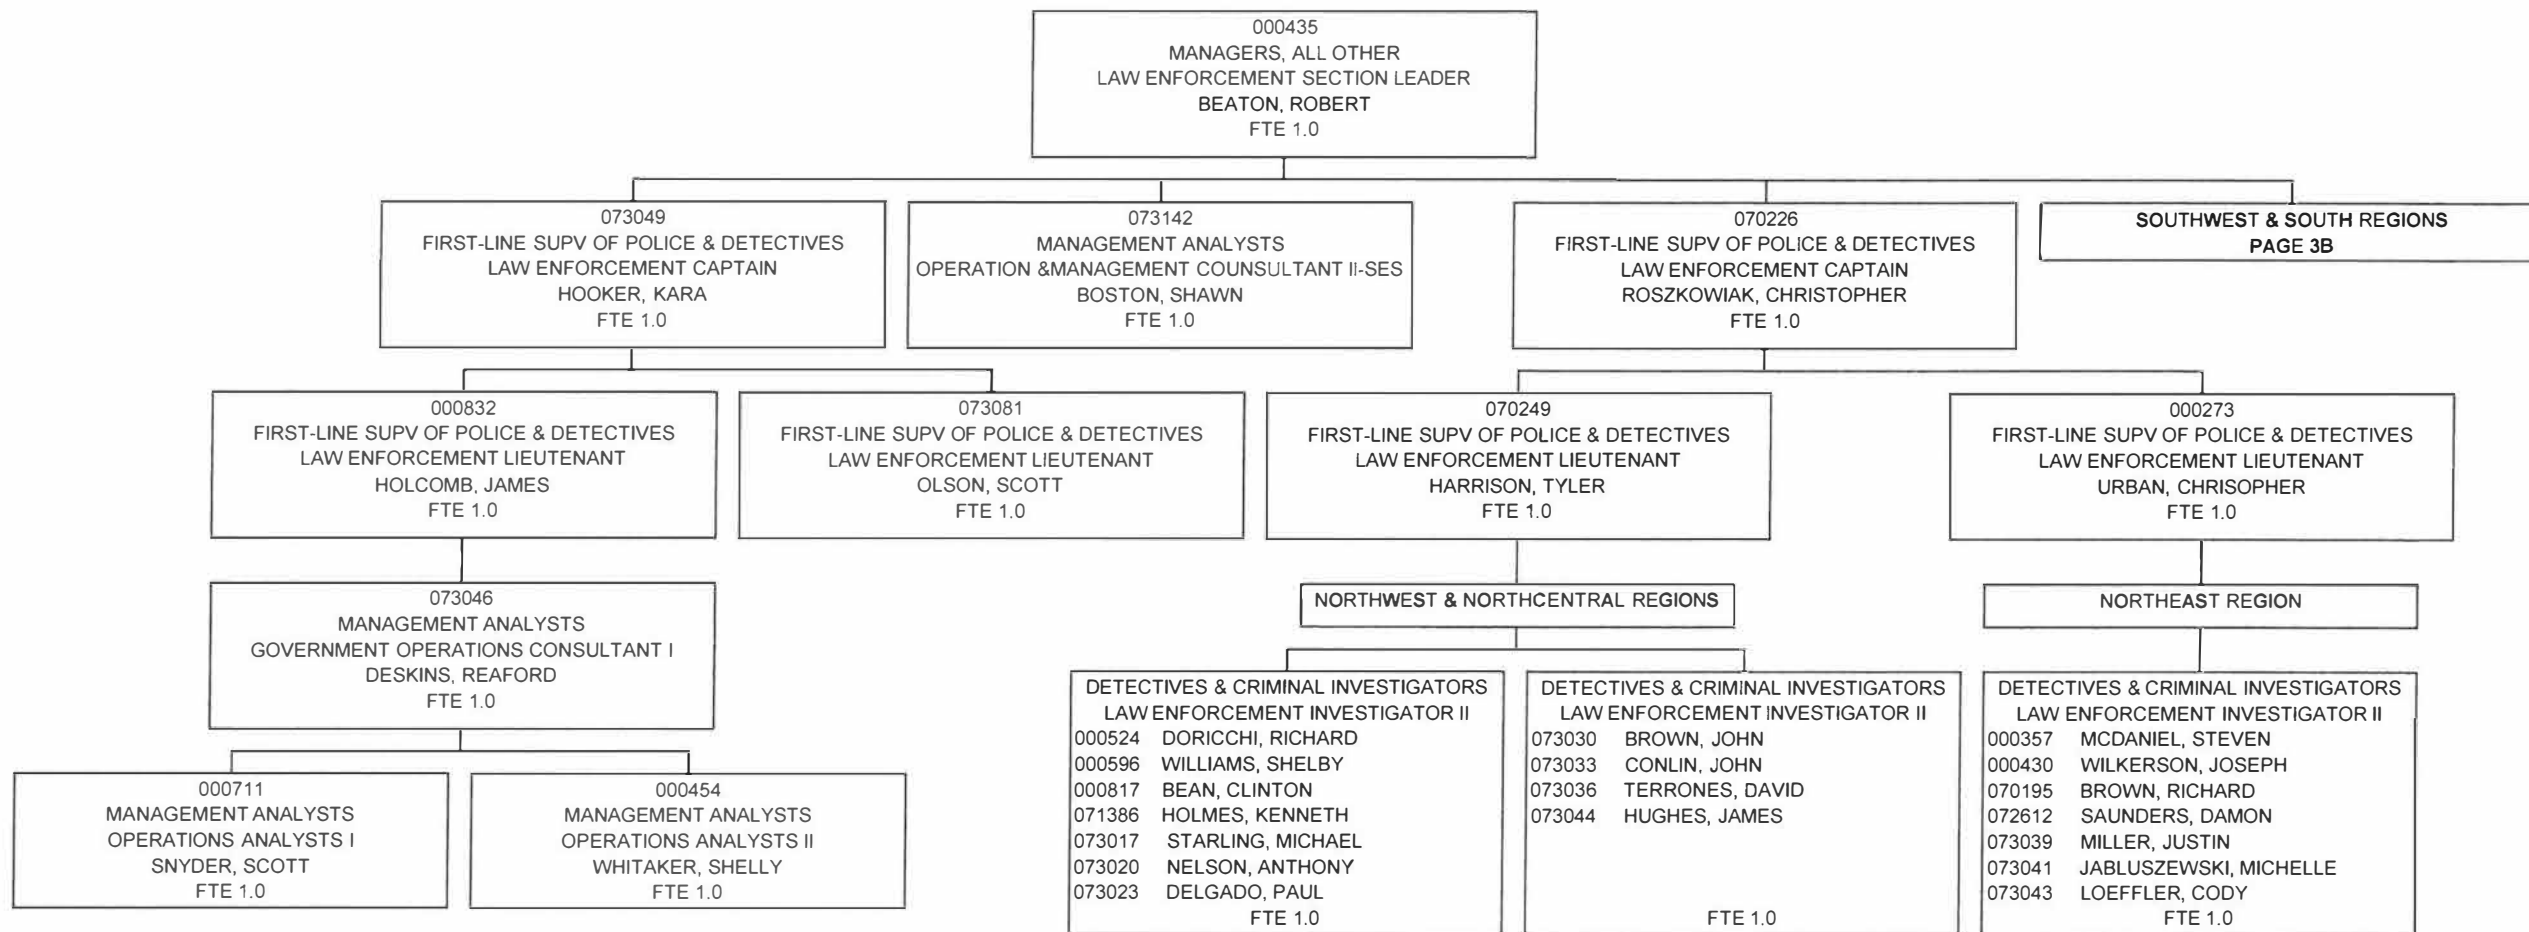 000435
MANAGERS, ALL OTHER
LAW ENFORCEMENT SECTION LEADER
BEATON, ROBERT
FTE 1.0
073049
FIRST-LINE SUPV OF POLICE & DETECTIVES
LAW ENFORCEMENT CAPTAIN
HOOKER, KARA
FTE 1.0
073142
MANAGEMENT ANALYSTS
OPERATION &MANAGEMENT COUNSULTANT II-SES
BOSTON, SHAWN
FTE 1.0
070226
FIRST-LINE SUPV OF POLICE & DETECTIVES
LAW ENFORCEMENT CAPTAIN
ROSZKOWIAK, CHRISTOPHER
FTE 1.0
SOUTHWEST & SOUTH REGIONS
PAGE 3B
000832
FIRST-LINE SUPV OF POLICE & DETECTIVES
LAW ENFORCEMENT LIEUTENANT
HOLCOMB, JAMES
FTE 1.0
073081
FIRST-LINE SUPV OF POLICE & DETECTIVES
LAW ENFORCEMENT LIEUTENANT
OLSON, SCOTT
FTE 1.0
070249
FIRST-LINE SUPV OF POLICE & DETECTIVES
LAW ENFORCEMENT LIEUTENANT
HARRISON, TYLER
FTE 1.0
000273
FIRST-LINE SUPV OF POLICE & DETECTIVES
LAW ENFORCEMENT LIEUTENANT
URBAN, CHRISOPHER
FTE 1.0
073046
MANAGEMENT ANALYSTS
GOVERNMENT OPERATIONS CONSULTANT I
DESKINS, REAFORD
FTE 1.0
NORTHWEST & NORTHCENTRAL REGIONS
NORTHEAST REGION
000711
MANAGEMENT ANALYSTS
OPERATIONS ANALYSTS I
SNYDER, SCOTT
FTE 1.0
000454
MANAGEMENT ANALYSTS
OPERATIONS ANALYSTS II
WHITAKER, SHELLY
FTE 1.0
DETECTIVES & CRIMINAL INVESTIGATORS
LAW ENFORCEMENT INVESTIGATOR II
000524 DORICCHI, RICHARD
000596 WILLIAMS, SHELBY
000817 BEAN, CLINTON
071386 HOLMES, KENNETH
073017 STARLING, MICHAEL
073020 NELSON, ANTHONY
073023 DELGADO, PAUL
FTE 1.0
DETECTIVES & CRIMINAL INVESTIGATORS
LAW ENFORCEMENT INVESTIGATOR II
073030 BROWN, JOHN
073033 CONLIN, JOHN
073036 TERRONES, DAVID
073044 HUGHES, JAMES
FTE 1.0
DETECTIVES & CRIMINAL INVESTIGATORS
LAW ENFORCEMENT INVESTIGATOR II
000357 MCDANIEL, STEVEN
000430 WILKERSON, JOSEPH
070195 BROWN, RICHARD
072612 SAUNDERS, DAMON
073039 MILLER, JUSTIN
073041 JABLUSZEWSKI, MICHELLE
073043 LOEFFLER, CODY
FTE 1.0